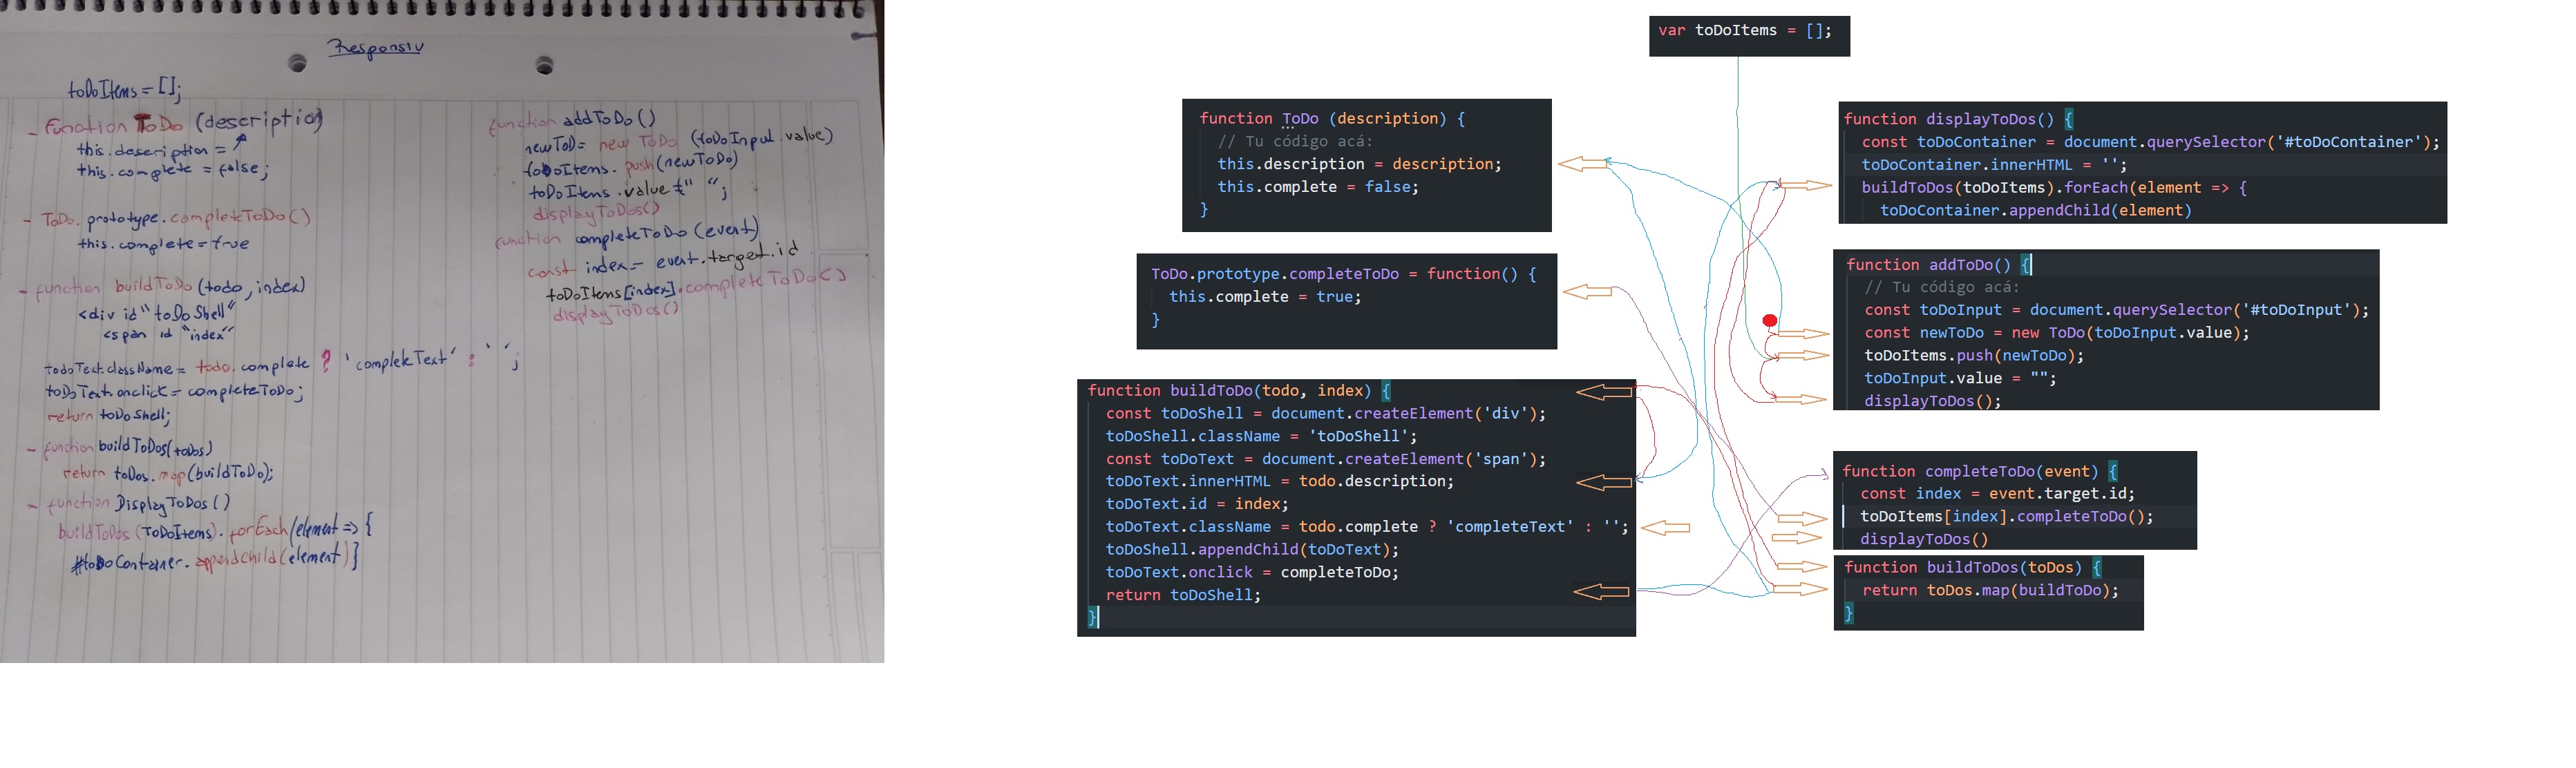 Responsiv
toDoItems = [];
- function ToDo (description)
this.description =
this.complete = false;
- ToDo.prototype.completeToDo()
this.complete = true
- function buildToDo (todo, index)
<div id "toDoShell"
<span id "index"
todoText.className = todo.complete ? 'completeText' : ' ';
toDoText.onclick = completeToDo;
return toDoShell;
- function buildToDos(toDos)
return toDos.map(buildToDo);
- function DisplayToDos()
buildToDos (ToDoItems).forEach(element => {
#toDoContainer.appendchild(element)}
function addToDo()
new ToDo (toDoInput.value)
toDoItems.push(newToDo)
toDoItems.value = " ";
displayToDos()
function completeToDo (event)
const index = event.target.id
toDoItems[index].completeToDo()
displayToDos()
var toDoItems = [];
function ToDo (description) {
// Tu código acá:
this.description = description;
this.complete = false;
}
ToDo.prototype.completeToDo = function() {
this.complete = true;
}
function buildToDo(todo, index) {
const toDoShell = document.createElement('div');
toDoShell.className = 'toDoShell';
const toDoText = document.createElement('span');
toDoText.innerHTML = todo.description;
toDoText.id = index;
toDoText.className = todo.complete ? 'completeText' : '';
toDoShell.appendChild(toDoText);
toDoText.onclick = completeToDo;
return toDoShell;
}
function displayToDos() {
const toDoContainer = document.querySelector('#toDoContainer');
toDoContainer.innerHTML = '';
buildToDos(toDoItems).forEach(element => {
toDoContainer.appendChild(element)
function addToDo() {
// Tu código acá:
const toDoInput = document.querySelector('#toDoInput');
const newToDo = new ToDo(toDoInput.value);
toDoItems.push(newToDo);
toDoInput.value = "";
displayToDos();
function completeToDo(event) {
const index = event.target.id;
toDoItems[index].completeToDo();
displayToDos()
function buildToDos(toDos) {
return toDos.map(buildToDo);
}